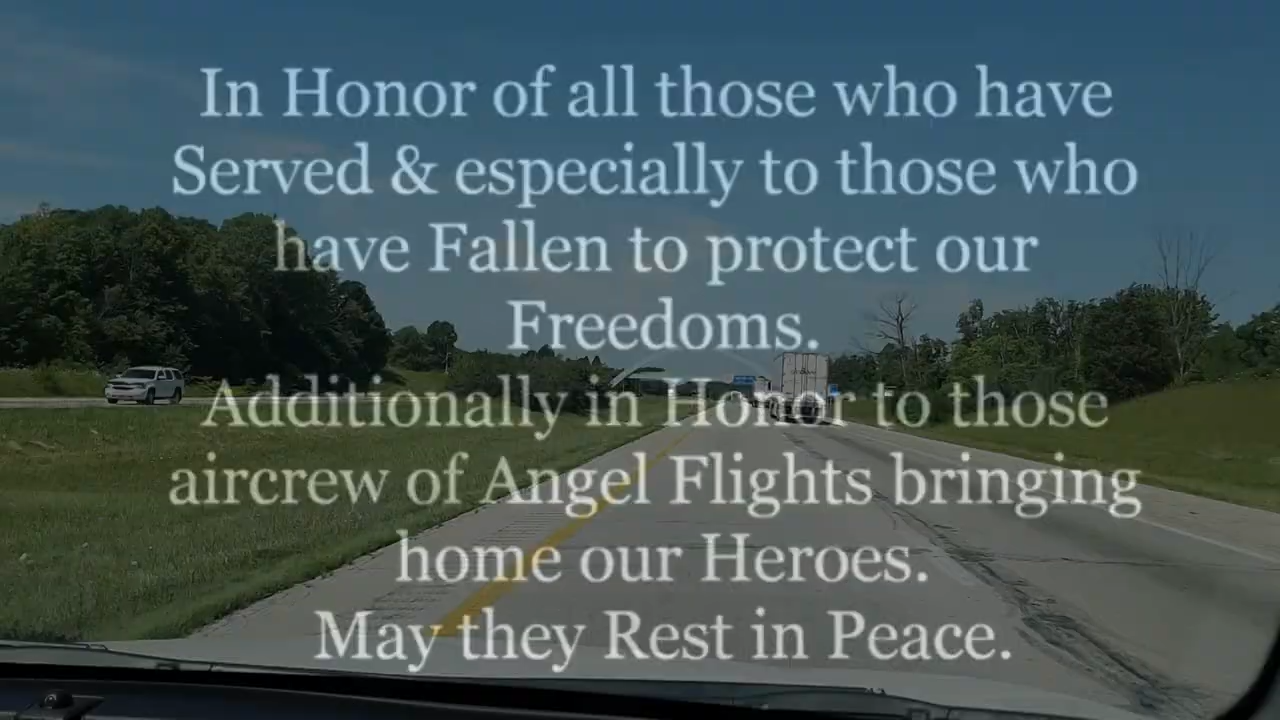 In Honor of all those who have
Served & especially to those who
have Fallen to protect our
Freedoms.
Additionally in Honor to those
aircrew of Angel Flights bringing
home our Heroes.
May they Rest in Peace.